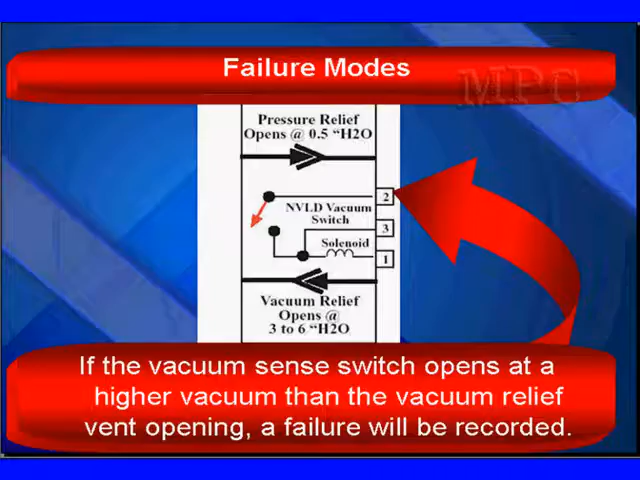 Failure Modes
MPC
Pressure Relief
Opens @ 0.5 "H2O
2
NVLD Vacuum
Switch
3
Solenoid
1
Vacuum Relief
Opens @
3 to 6 "H2O
If the vacuum sense switch opens at a
higher vacuum than the vacuum relief
vent opening, a failure will be recorded.